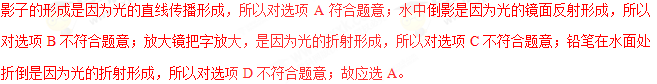 影子的形成是因为光的直线传播形成，所以对选项 A 符合题意；水中倒影是因为光的镜面反射形成，所以
对选项 B 不符合题意；放大镜把字放大，是因为光的折射形成，所以对选项 C 不符合题意；铅笔在水面处
折倒是因为光的折射形成，所以对选项 D 不符合题意；故应选 A。